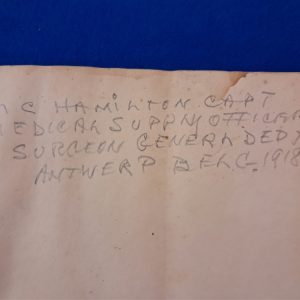 C HAMILTON CAPT
MEDICAL SUPPLY OFFICER
SURGEON GENERAL DEPT
ANTWERP BELG. 1918